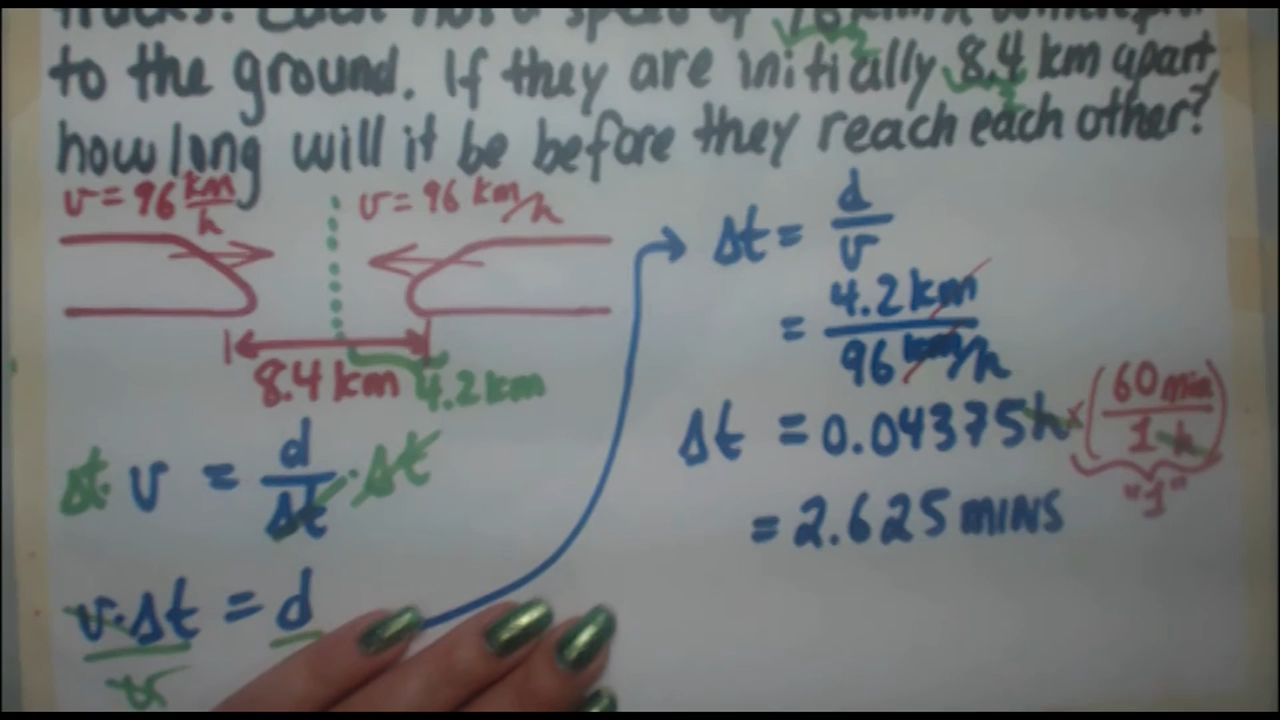 to the ground. If they are initially 8.4 km apart
how long will it be before they reach each other?
v = 96 km/h
v = 96 km/h
8.4 km
4.2 km
Δt · v = d/Δt · Δt
v·Δt = d
v
Δt = d/v
= 4.2 km / 96 km/h
Δt = 0.04375 h × (60 min / 1 h)
"1"
= 2.625 MINS